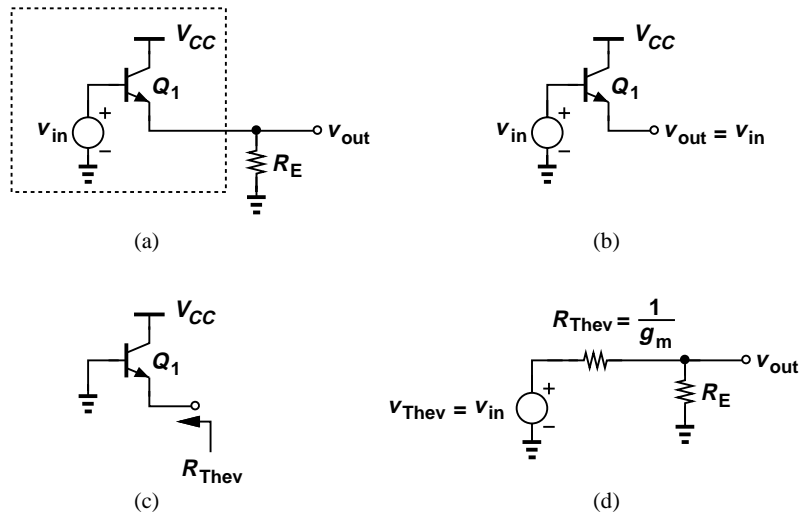 V_CC
Q_1
v_in
+
−
v_out
R_E
(a)
V_CC
Q_1
v_in
+
−
v_out = v_in
(b)
V_CC
Q_1
R_Thev
(c)
R_Thev = 1/g_m
v_out
v_Thev = v_in
+
−
R_E
(d)